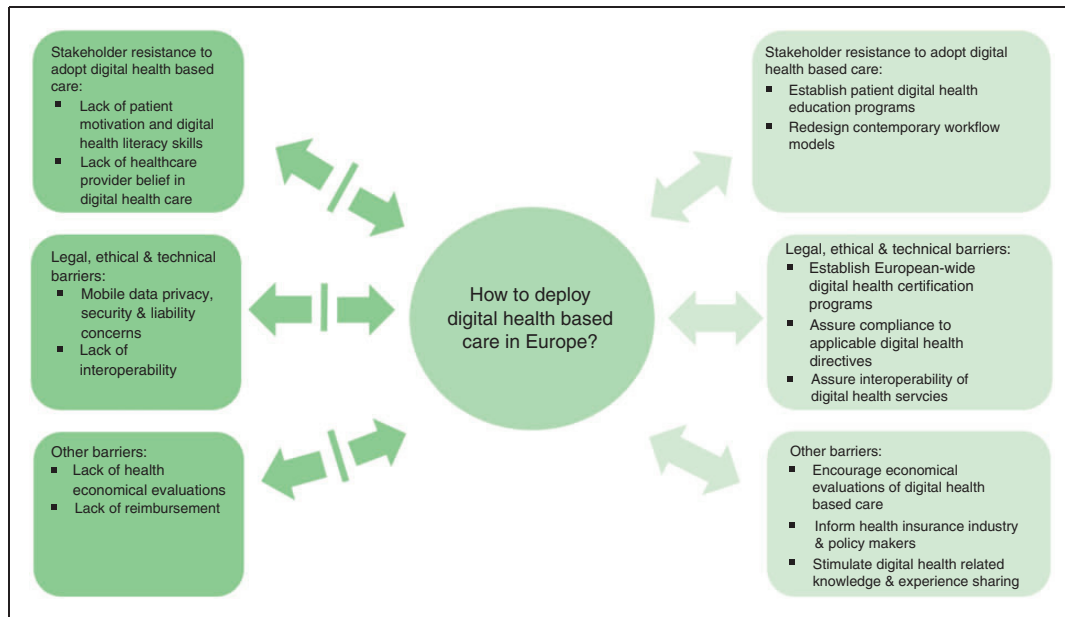 Stakeholder resistance to
adopt digital health based
care:
▪ Lack of patient
motivation and digital
health literacy skills
▪ Lack of healthcare
provider belief in
digital health care
Legal, ethical & technical
barriers:
▪ Mobile data privacy,
security & liability
concerns
▪ Lack of
interoperability
Other barriers:
▪ Lack of health
economical evaluations
▪ Lack of reimbursement
How to deploy
digital health based
care in Europe?
Stakeholder resistance to adopt digital
health based care:
▪ Establish patient digital health
education programs
▪ Redesign contemporary workflow
models
Legal, ethical & technical barriers:
▪ Establish European-wide
digital health certification
programs
▪ Assure compliance to
applicable digital health
directives
▪ Assure interoperability of
digital health servcies
Other barriers:
▪ Encourage economical
evaluations of digital health
based care
▪ Inform health insurance industry
& policy makers
▪ Stimulate digital health related
knowledge & experience sharing